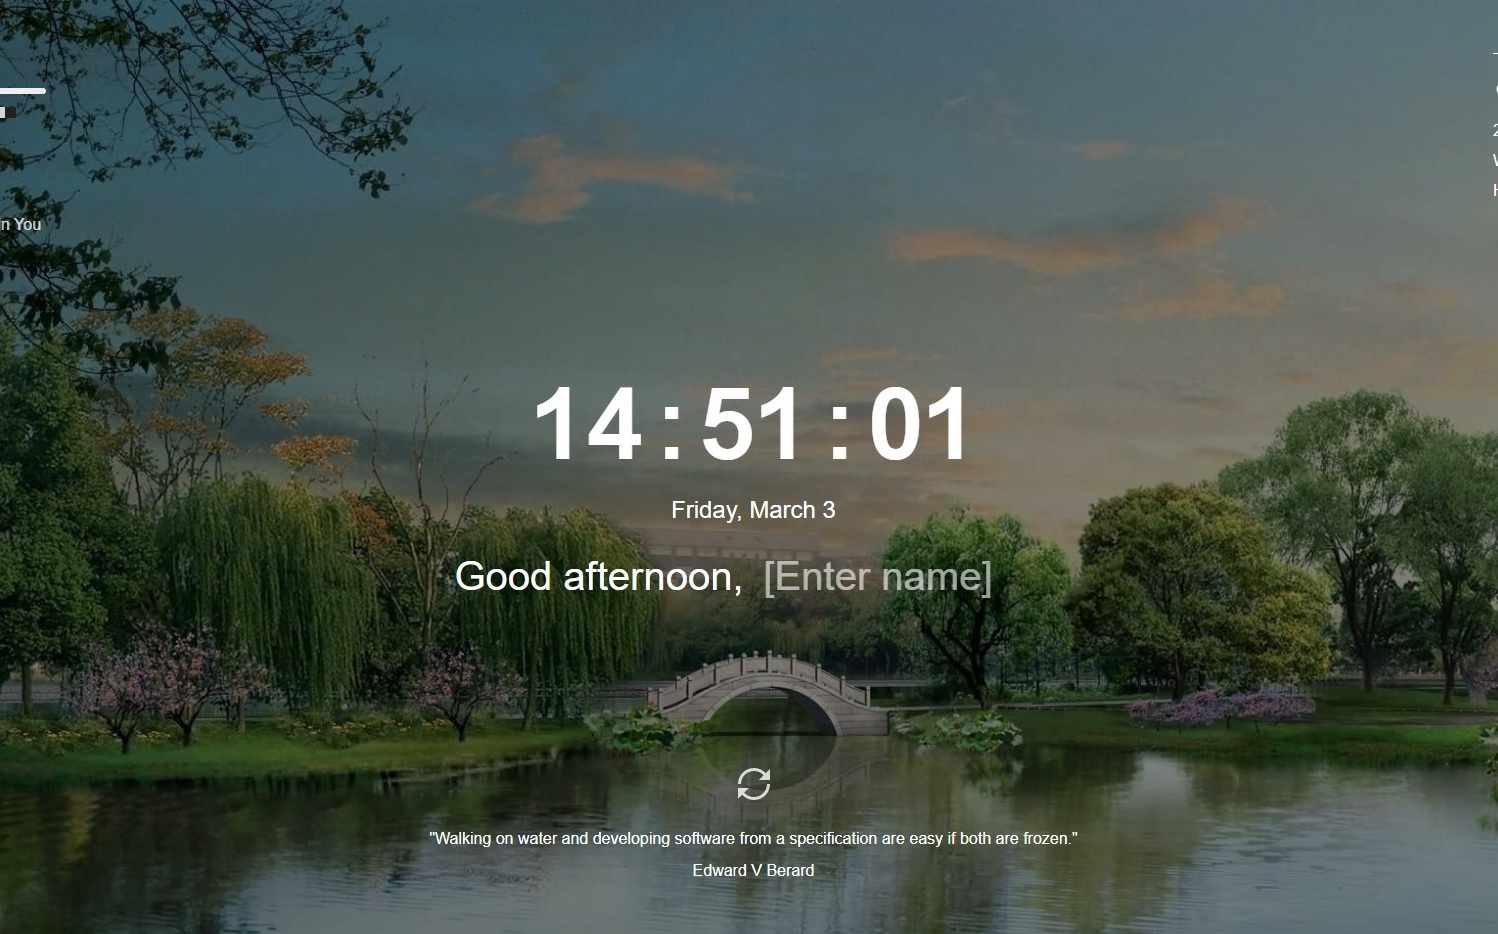 n You
14:51:01
Friday, March 3
Good afternoon, [Enter name]
"Walking on water and developing software from a specification are easy if both are frozen."
Edward V Berard